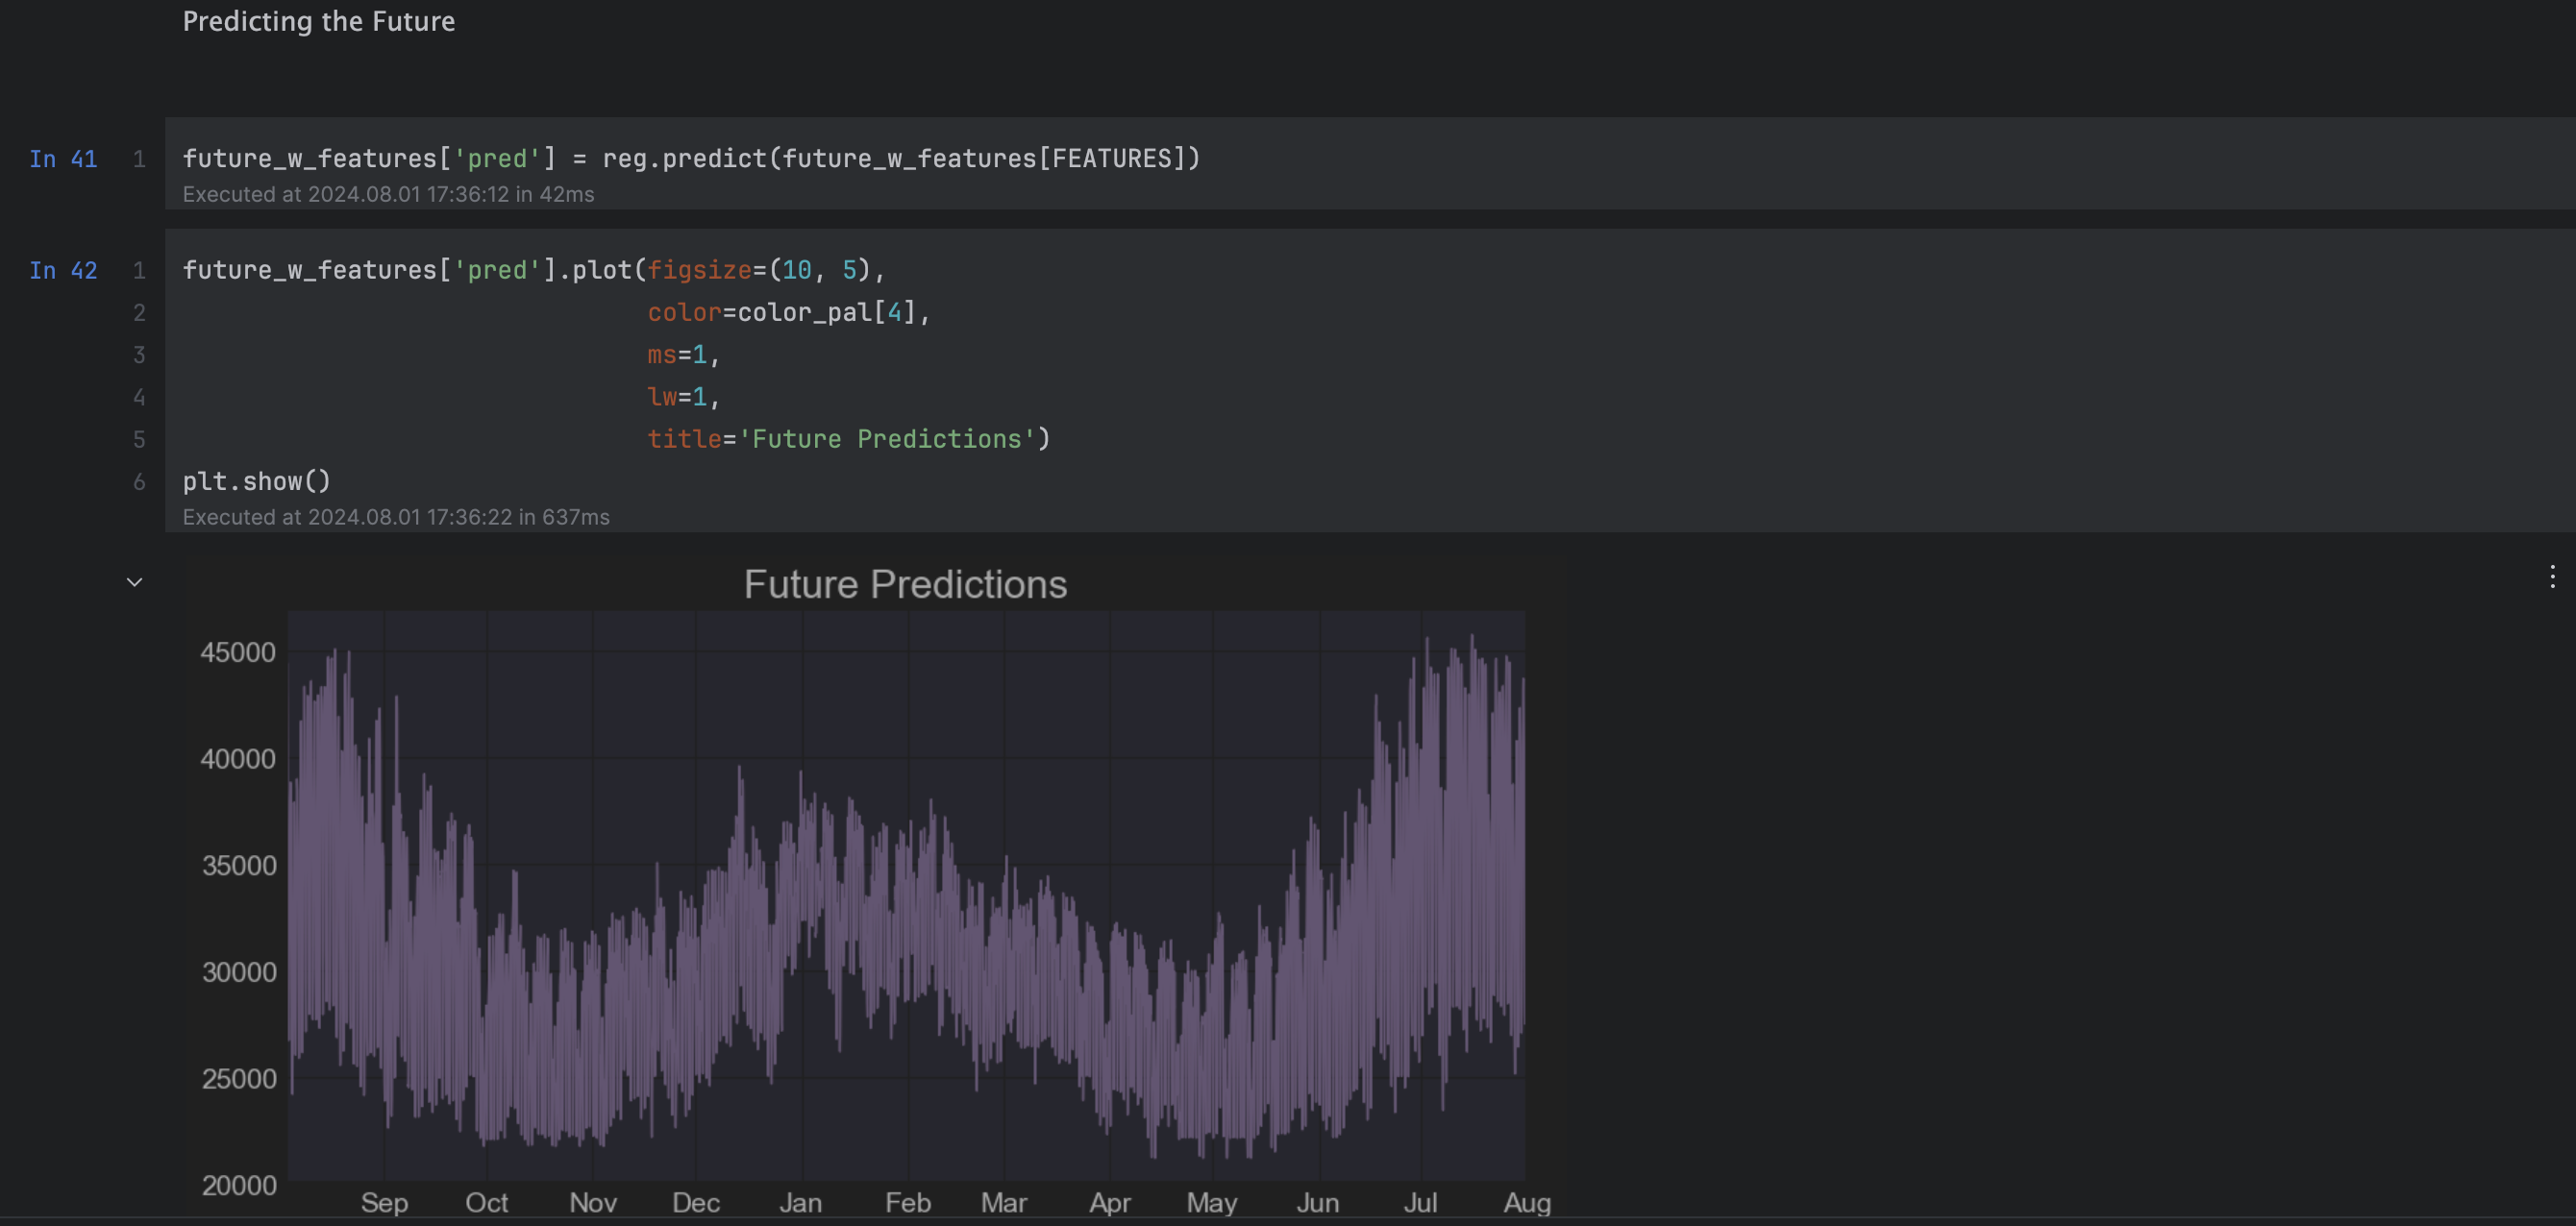 Predicting the Future
In 41 1 future_w_features['pred'] = reg.predict(future_w_features[FEATURES])
Executed at 2024.08.01 17:36:12 in 42ms
In 42 1 future_w_features['pred'].plot(figsize=(10, 5),
2 color=color_pal[4],
3 ms=1,
4 lw=1,
5 title='Future Predictions')
6 plt.show()
Executed at 2024.08.01 17:36:22 in 637ms
Future Predictions
45000
40000
35000
30000
25000
20000
Sep Oct Nov Dec Jan Feb Mar Apr May Jun Jul Aug